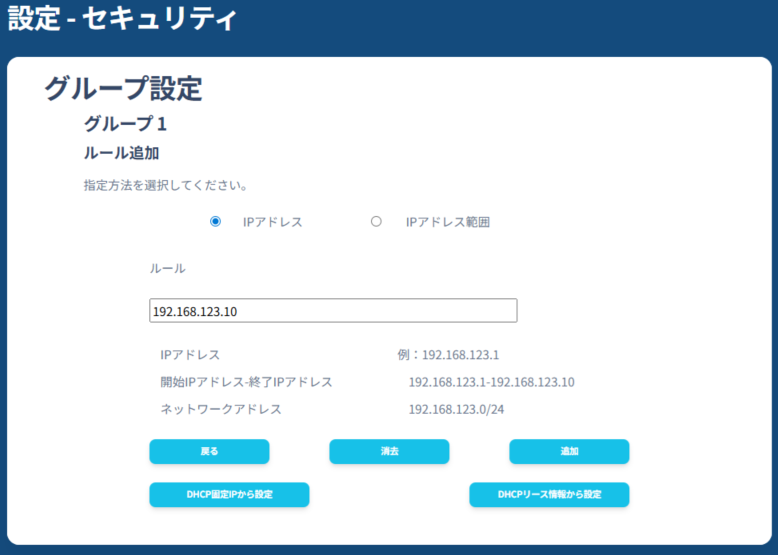 設定 - セキュリティ
グループ設定
グループ 1
ルール追加
指定方法を選択してください。
IPアドレス IPアドレス範囲
ルール
192.168.123.10
IPアドレス 例：192.168.123.1
開始IPアドレス-終了IPアドレス 192.168.123.1-192.168.123.10
ネットワークアドレス 192.168.123.0/24
戻る 消去 追加
DHCP固定IPから設定 DHCPリース情報から設定